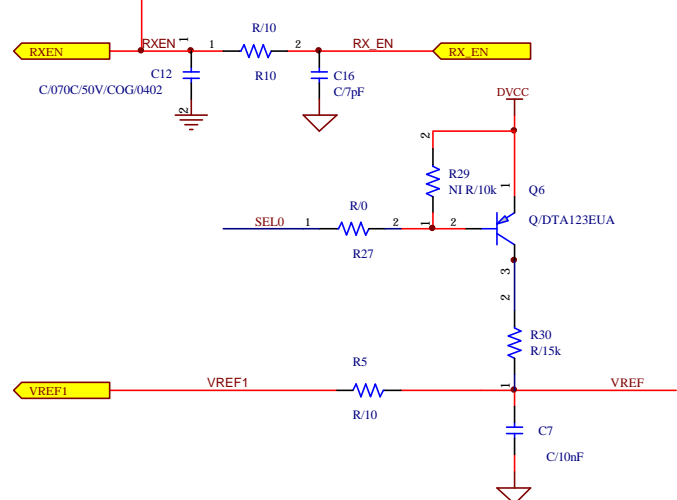 R/10
RXEN
RXEN
1
1
2
RX_EN
RX_EN
C12
R10
C16
C/070C/50V/COG/0402
C/7pF
2
DVCC
2
R29
NI R/10k
1
Q6
R/0
SEL0
1
2
1
2
Q/DTA123EUA
R27
3
2
R30
R/15k
R5
VREF1
VREF1
1
VREF
R/10
C7
C/10nF